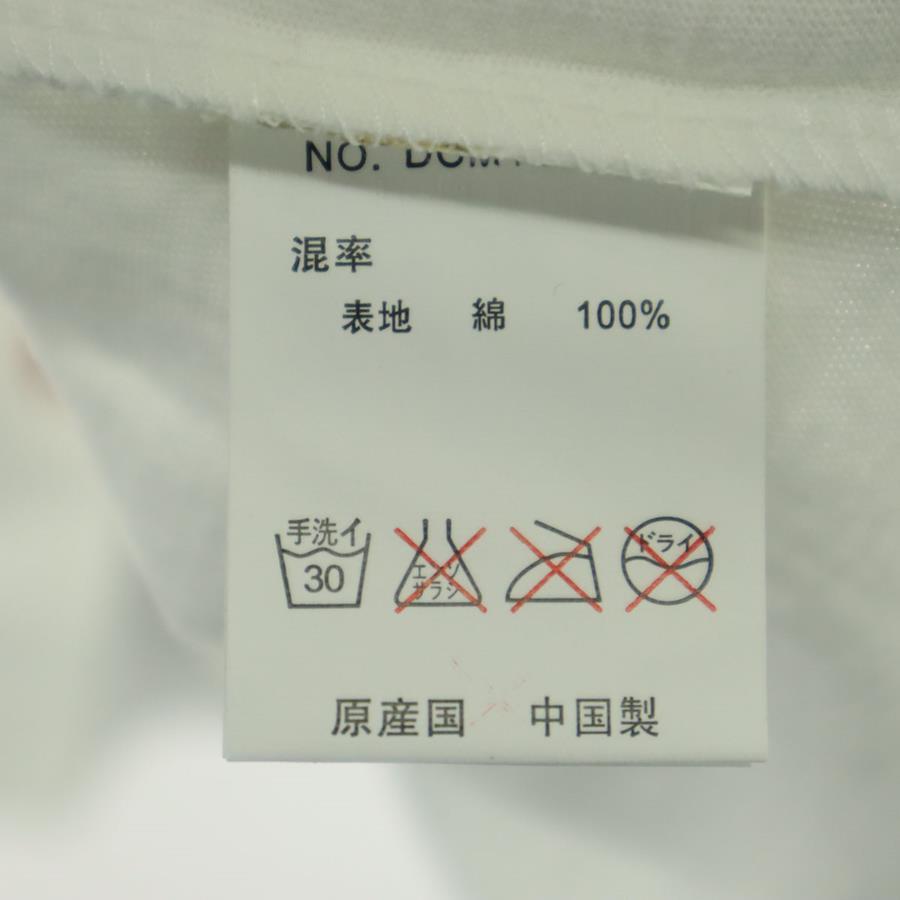 NO.
混率
表地 綿 100%
手洗イ
30
エンソ
サラシ
ドライ
原産国 中国製